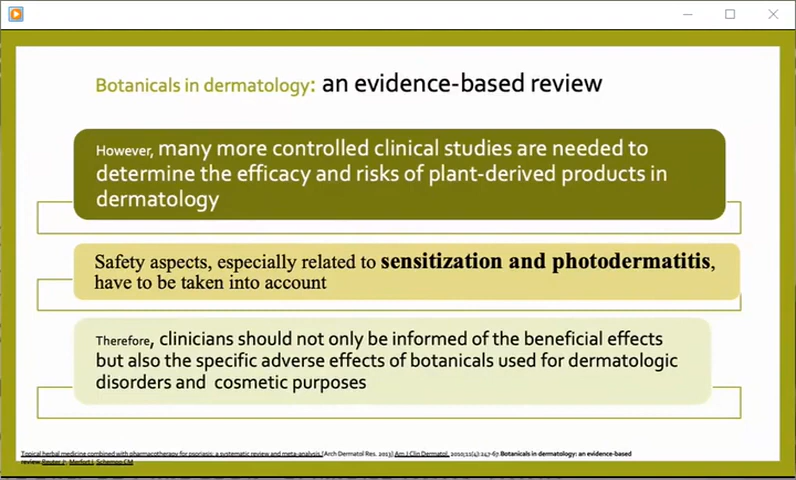 Botanicals in dermatology: an evidence-based review
However, many more controlled clinical studies are needed to
determine the efficacy and risks of plant-derived products in
dermatology
Safety aspects, especially related to sensitization and photodermatitis,
have to be taken into account
Therefore, clinicians should not only be informed of the beneficial effects
but also the specific adverse effects of botanicals used for dermatologic
disorders and cosmetic purposes
Topical herbal medicine combined with pharmacotherapy for psoriasis: a systematic review and meta-analysis.[Arch Dermatol Res. 2013] Am J Clin Dermatol. 2010;11(4):247-67.Botanicals in dermatology: an evidence-based
review.Reuter J1, Merfort I, Schempp CM